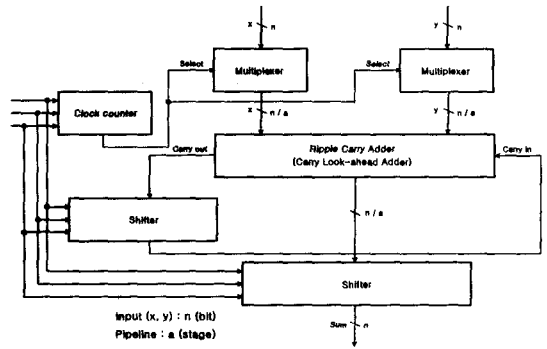 x n
y n
Select
Select
Multiplexer
Multiplexer
Clock counter
x n / a
y n / a
Carry out
Ripple Carry Adder
(Carry Look-ahead Adder)
Carry in
Shifter
n / a
Shifter
Input (x, y) : n (bit)
Pipeline : a (stage)
Sum n